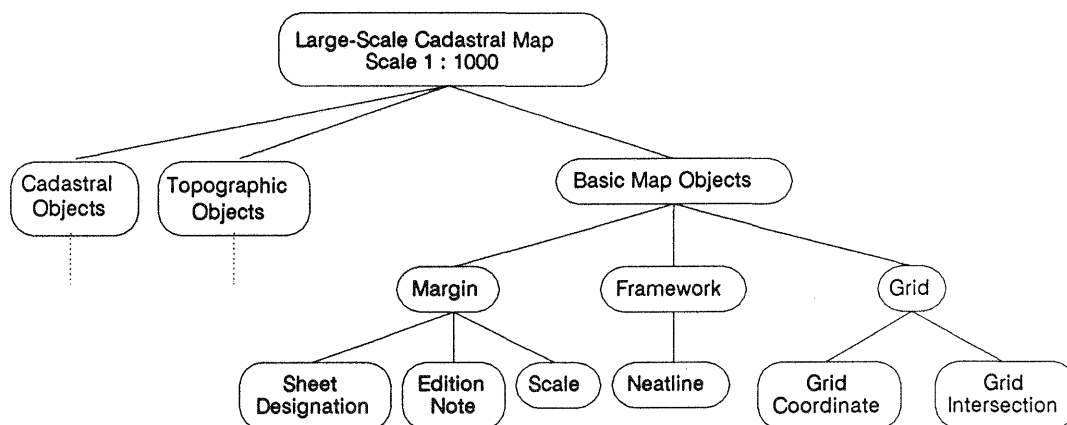 Large-Scale Cadastral Map
Scale 1 : 1000
Cadastral
Objects
Topographic
Objects
Basic Map Objects
Margin
Framework
Grid
Sheet
Designation
Edition
Note
Scale
Neatline
Grid
Coordinate
Grid
Intersection